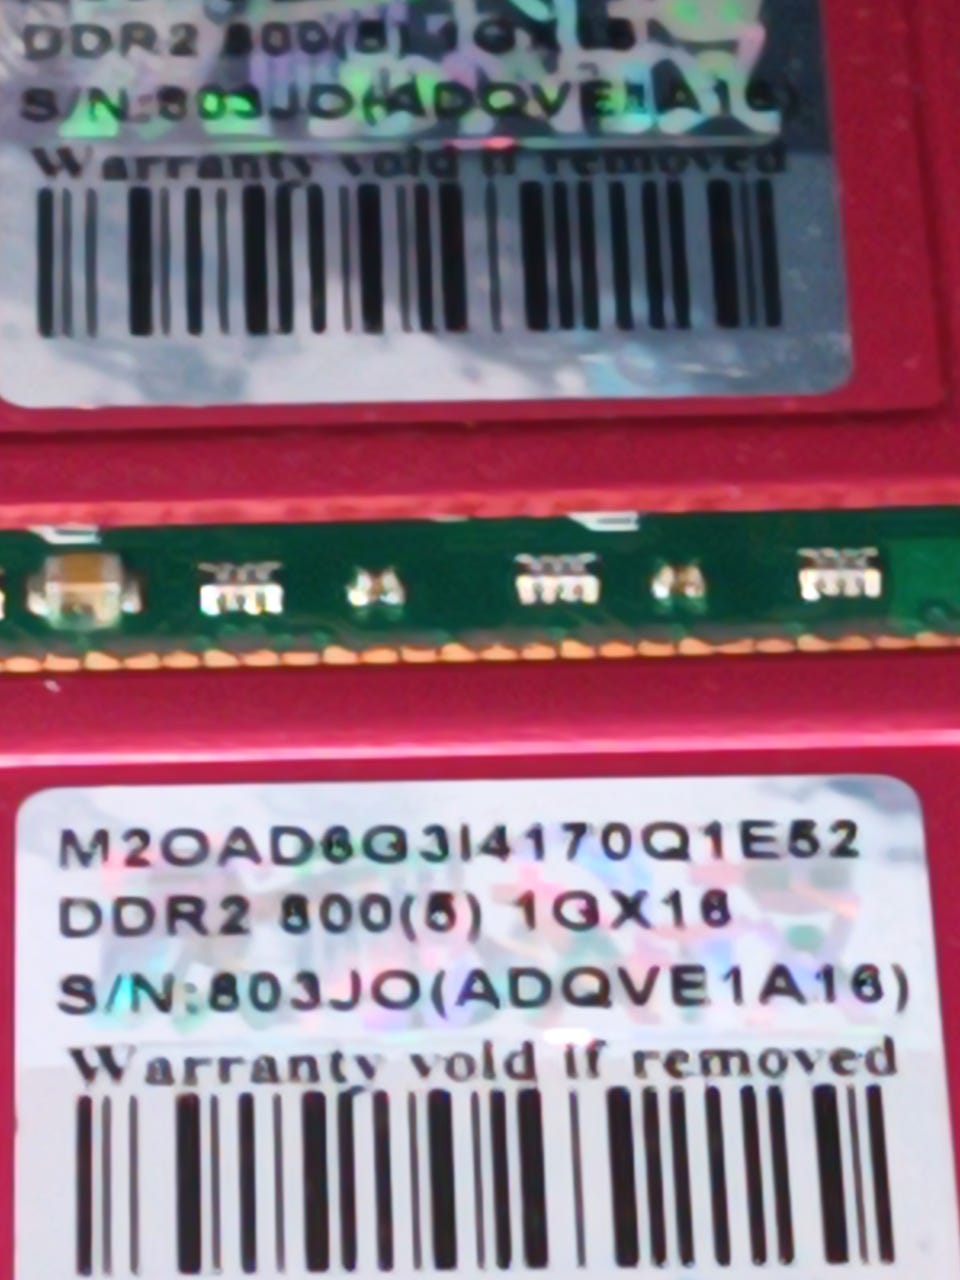 DDR2 800(5) 1GX16
S/N:803JO(ADQVE1A16)
Warranty void if removed
M2OAD6G3I4170Q1E52
DDR2 800(5) 1GX16
S/N:803JO(ADQVE1A16)
Warranty void if removed